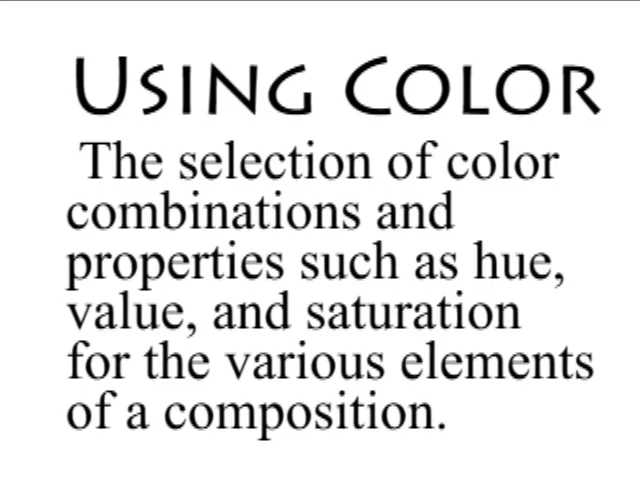 USING COLOR
The selection of color
combinations and
properties such as hue,
value, and saturation
for the various elements
of a composition.